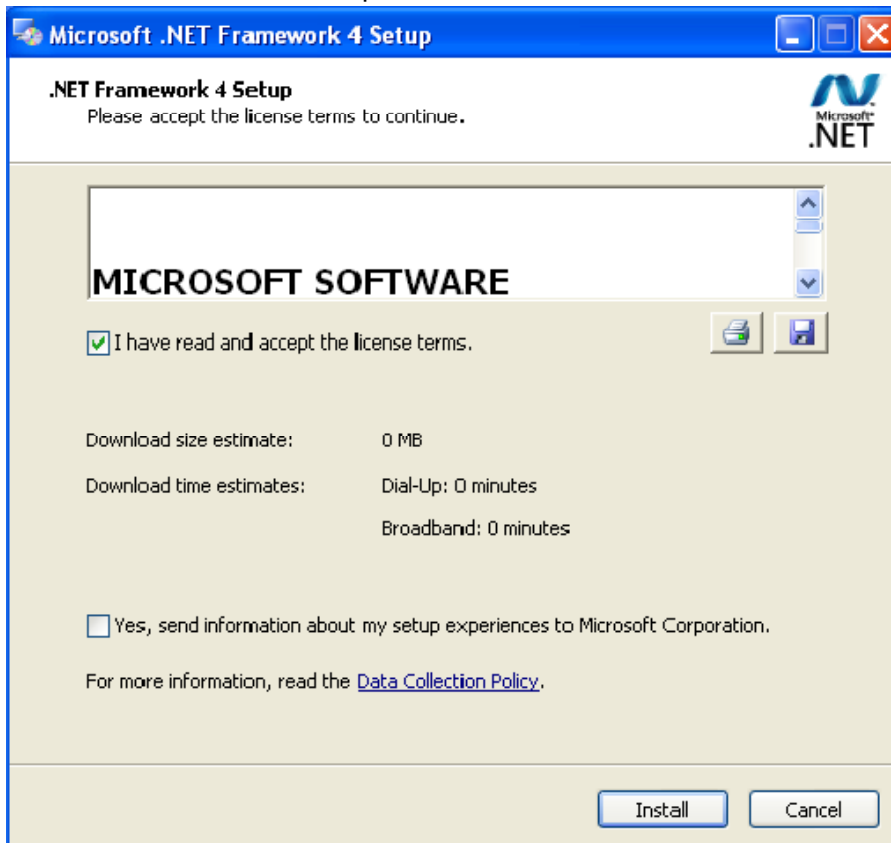 Microsoft .NET Framework 4 Setup
.NET Framework 4 Setup
Please accept the license terms to continue.
Microsoft
.NET
MICROSOFT SOFTWARE
I have read and accept the license terms.
Download size estimate: 0 MB
Download time estimates: Dial-Up: 0 minutes
Broadband: 0 minutes
Yes, send information about my setup experiences to Microsoft Corporation.
For more information, read the Data Collection Policy.
Install Cancel